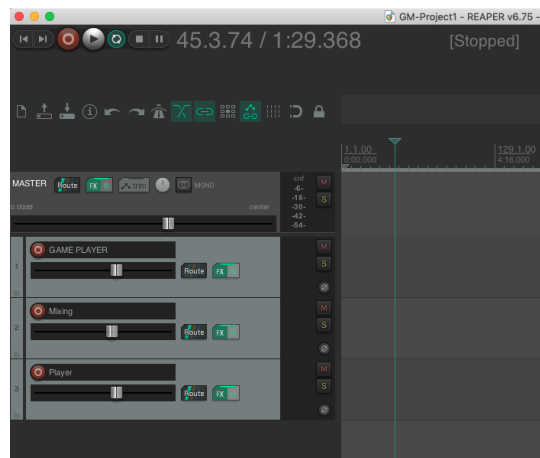 GM-Project1 - REAPER v6.75 -
45.3.74 / 1:29.368
[Stopped]
1.1.00
0:00.000
129.1.00
4:16.000
MASTER
Route
FX
trim
MONO
0.00dB
center
-inf
-6-
-18-
-30-
-42-
-54-
M
S
1
GAME PLAYER
Route
FX
M
S
2
Mixing
Route
FX
M
S
3
Player
Route
FX
M
S